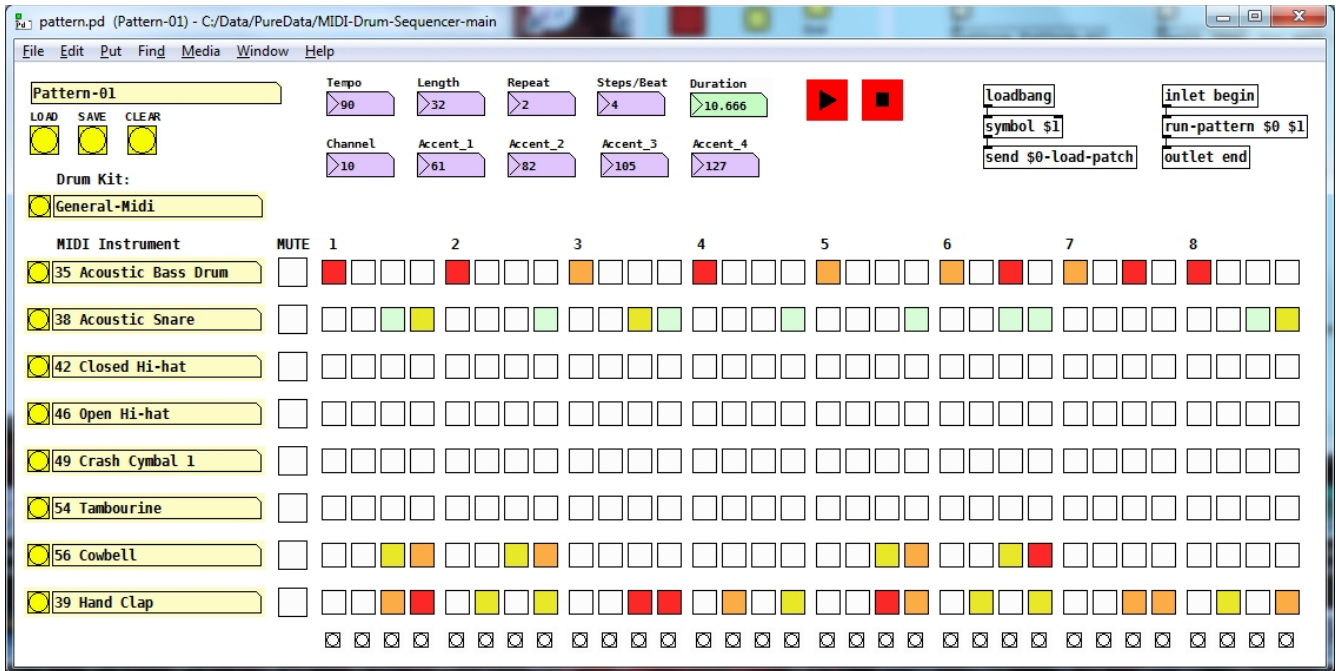 pattern.pd (Pattern-01) - C:/Data/PureData/MIDI-Drum-Sequencer-main
File Edit Put Find Media Window Help
Pattern-01
LOAD SAVE CLEAR
Tempo Length Repeat Steps/Beat Duration
90 32 2 4 10.666
Channel Accent_1 Accent_2 Accent_3 Accent_4
10 61 82 105 127
loadbang
symbol $1
send $0-load-patch
inlet begin
run-pattern $0 $1
outlet end
Drum Kit:
General-Midi
MIDI Instrument MUTE 1 2 3 4 5 6 7 8
35 Acoustic Bass Drum
38 Acoustic Snare
42 Closed Hi-hat
46 Open Hi-hat
49 Crash Cymbal 1
54 Tambourine
56 Cowbell
39 Hand Clap